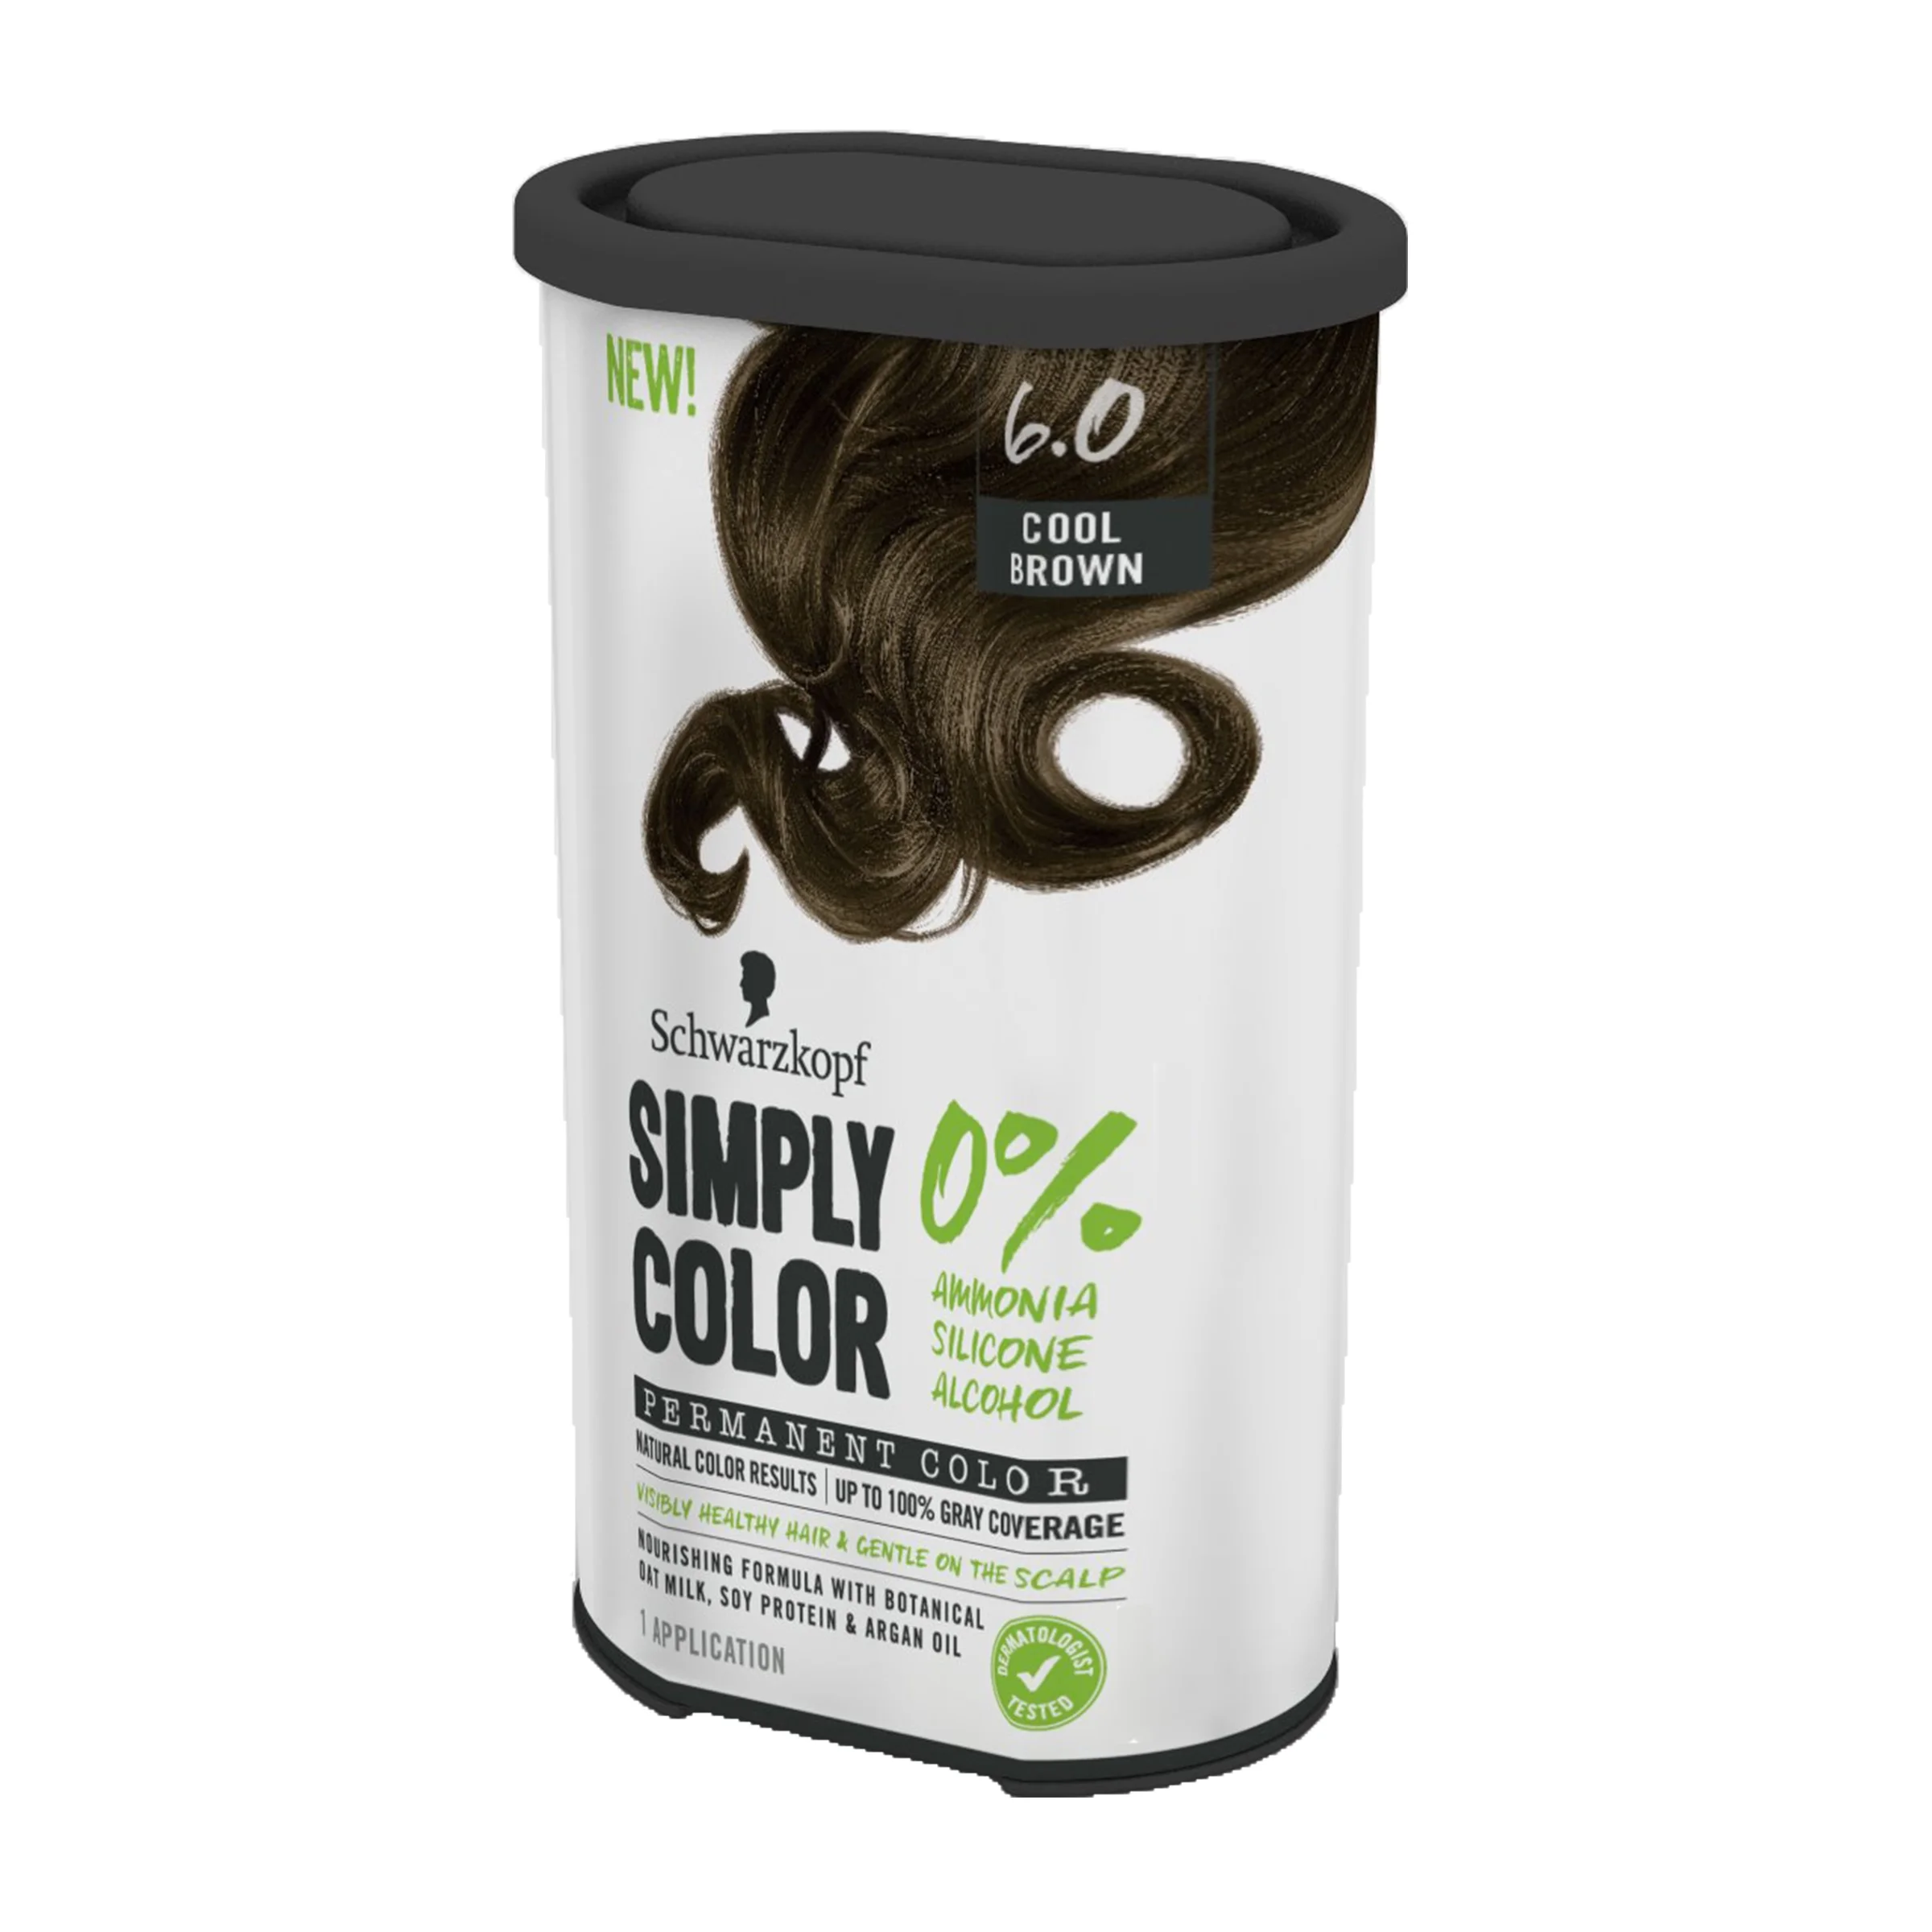 NEW!
6.0
COOL
BROWN
Schwarzkopf
SIMPLY
COLOR
0%
AMMONIA
SILICONE
ALCOHOL
PERMANENT COLOR
NATURAL COLOR RESULTS | UP TO 100% GRAY COVERAGE
VISIBLY HEALTHY HAIR & GENTLE ON THE SCALP
NOURISHING FORMULA WITH BOTANICAL
OAT MILK, SOY PROTEIN & ARGAN OIL
1 APPLICATION
DERMATOLOGIST
TESTED